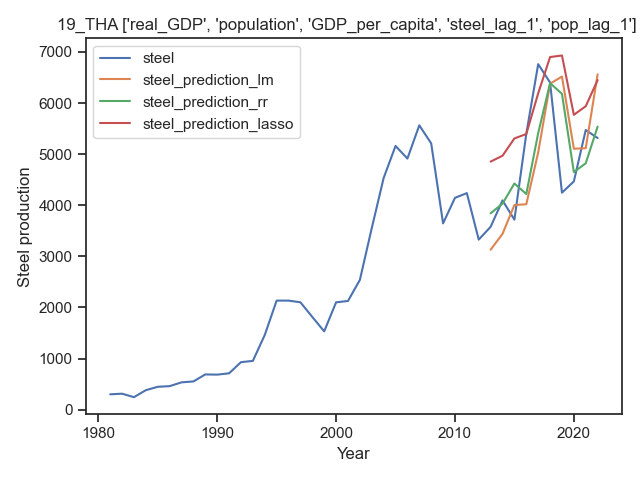 19_THA ['real_GDP', 'population', 'GDP_per_capita', 'steel_lag_1', 'pop_lag_1']
steel
steel_prediction_lm
steel_prediction_rr
steel_prediction_lasso
Steel production
7000
6000
5000
4000
3000
2000
1000
0
1980
1990
2000
2010
2020
Year